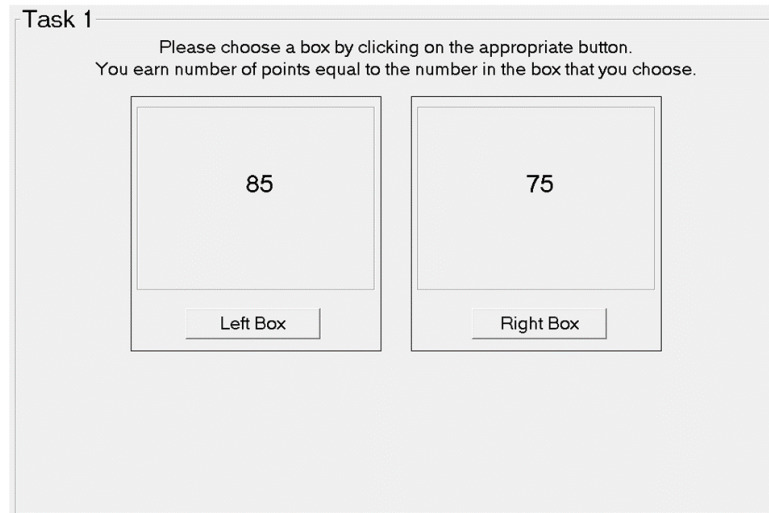 Task 1
Please choose a box by clicking on the appropriate button.
You earn number of points equal to the number in the box that you choose.
85
75
Left Box
Right Box